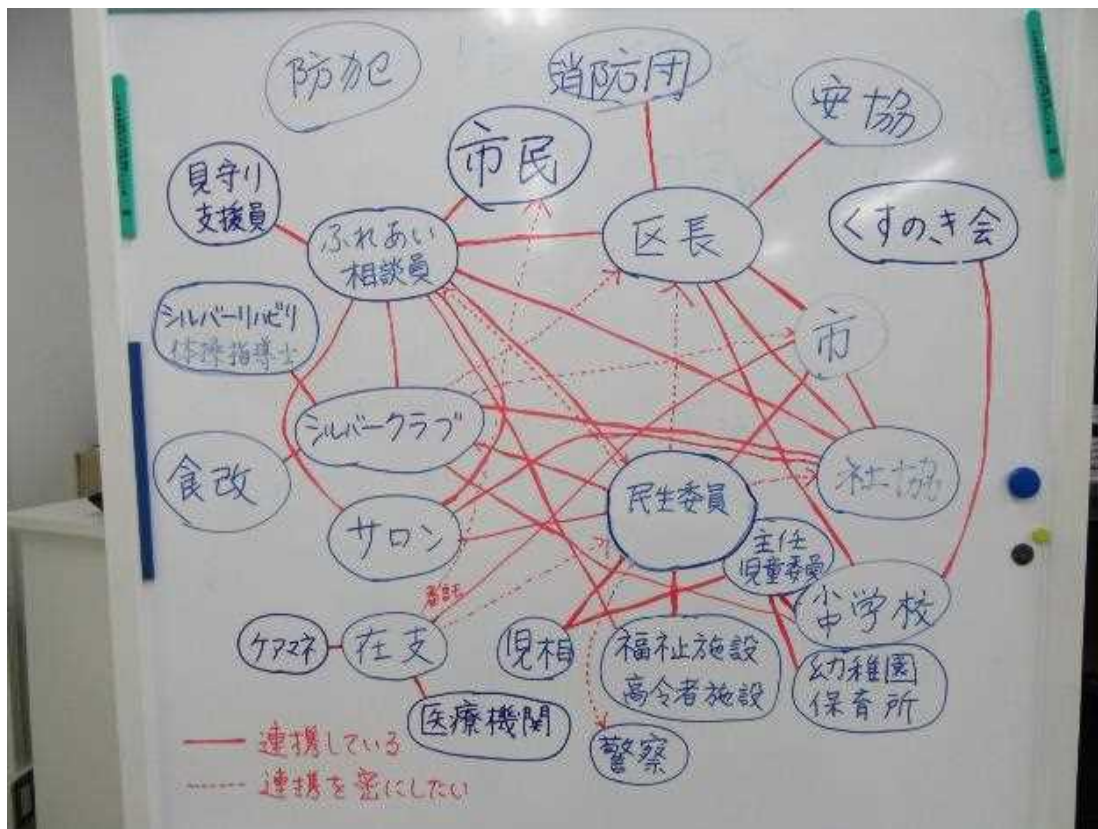 防犯
消防団
安協
市民
見守り
支援員
ふれあい
相談員
区長
くすのき会
シルバーリハビリ
体操指導士
市
シルバークラブ
食改
社協
サロン
民生委員
主任
児童委員
小中学校
ケアマネ
在支
児相
福祉施設
高令者施設
幼稚園
保育所
医療機関
警察
連携している
連携を密にしたい